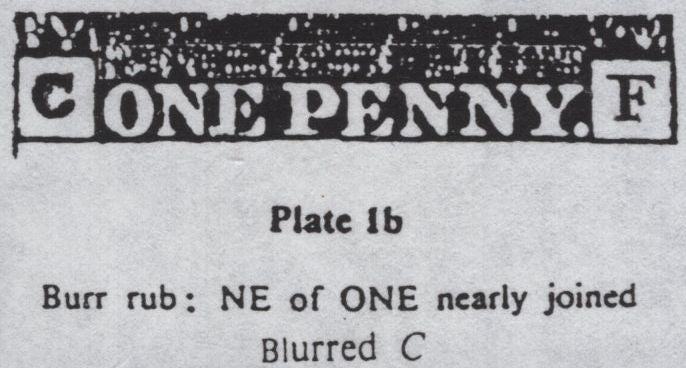 C ONE PENNY. F
Plate 1b
Burr rub: NE of ONE nearly joined
Blurred C